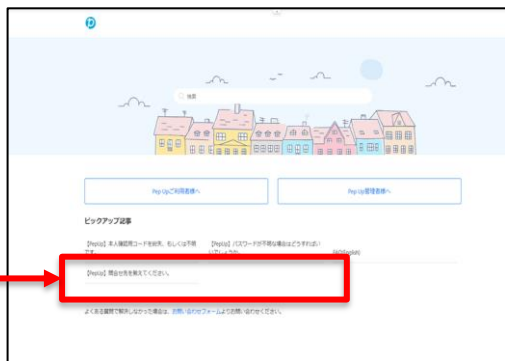 検索
Pep Upご利用者様へ
Pep Up管理者様へ
ピックアップ記事
【PepUp】本人確認用コードを紛失、もしくは不明です。
【PepUp】パスワードが不明な場合はどうすればいいでしょうか。
FAQ(English)
【PepUp】問合せ先を教えてください。
よくある質問で解決しなかった場合は、お問い合わせフォームよりお問い合わせください。